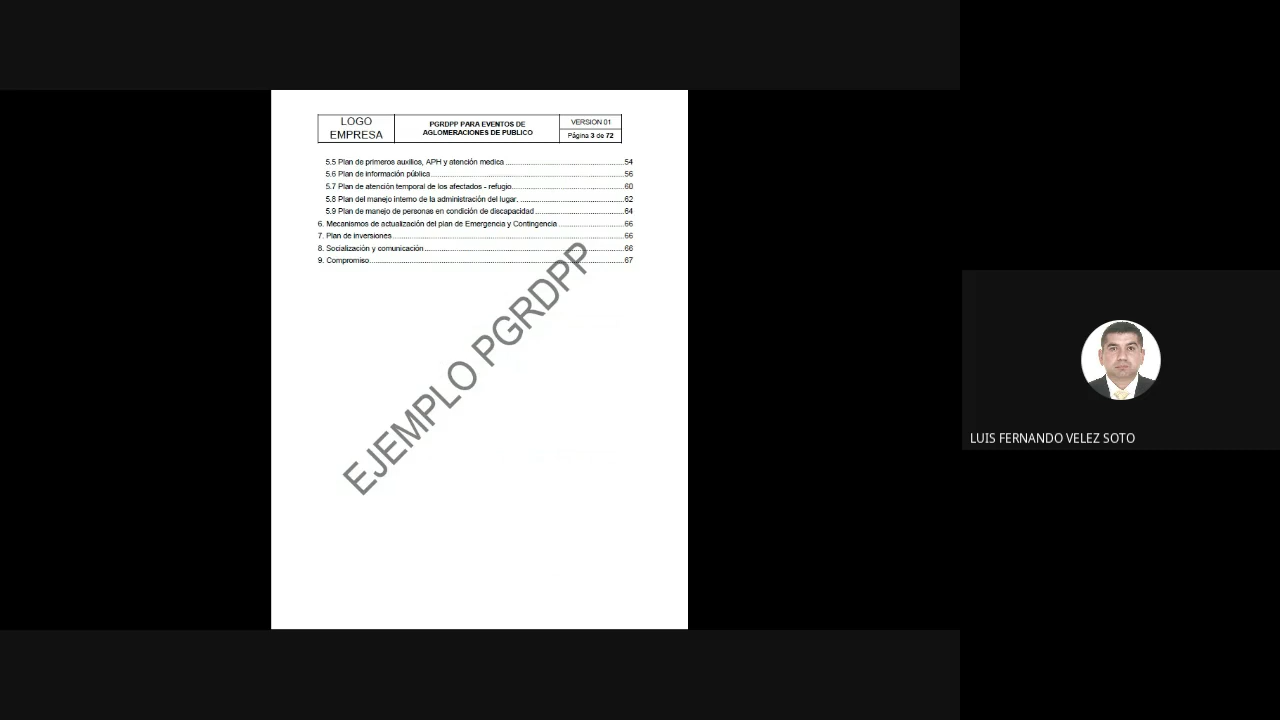 LOGO
EMPRESA
PGRDPP PARA EVENTOS DE
AGLOMERACIONES DE PUBLICO
VERSION 01
Página 3 de 72
5.5 Plan de primeros auxilios, APH y atención medica 54
5.6 Plan de información pública 56
5.7 Plan de atención temporal de los afectados - refugio 60
5.8 Plan del manejo interno de la administración del lugar. 62
5.9 Plan de manejo de personas en condición de discapacidad 64
6. Mecanismos de actualización del plan de Emergencia y Contingencia 66
7. Plan de inversiones 66
8. Socialización y comunicación 66
9. Compromiso 67
EJEMPLO PGRDPP
LUIS FERNANDO VELEZ SOTO